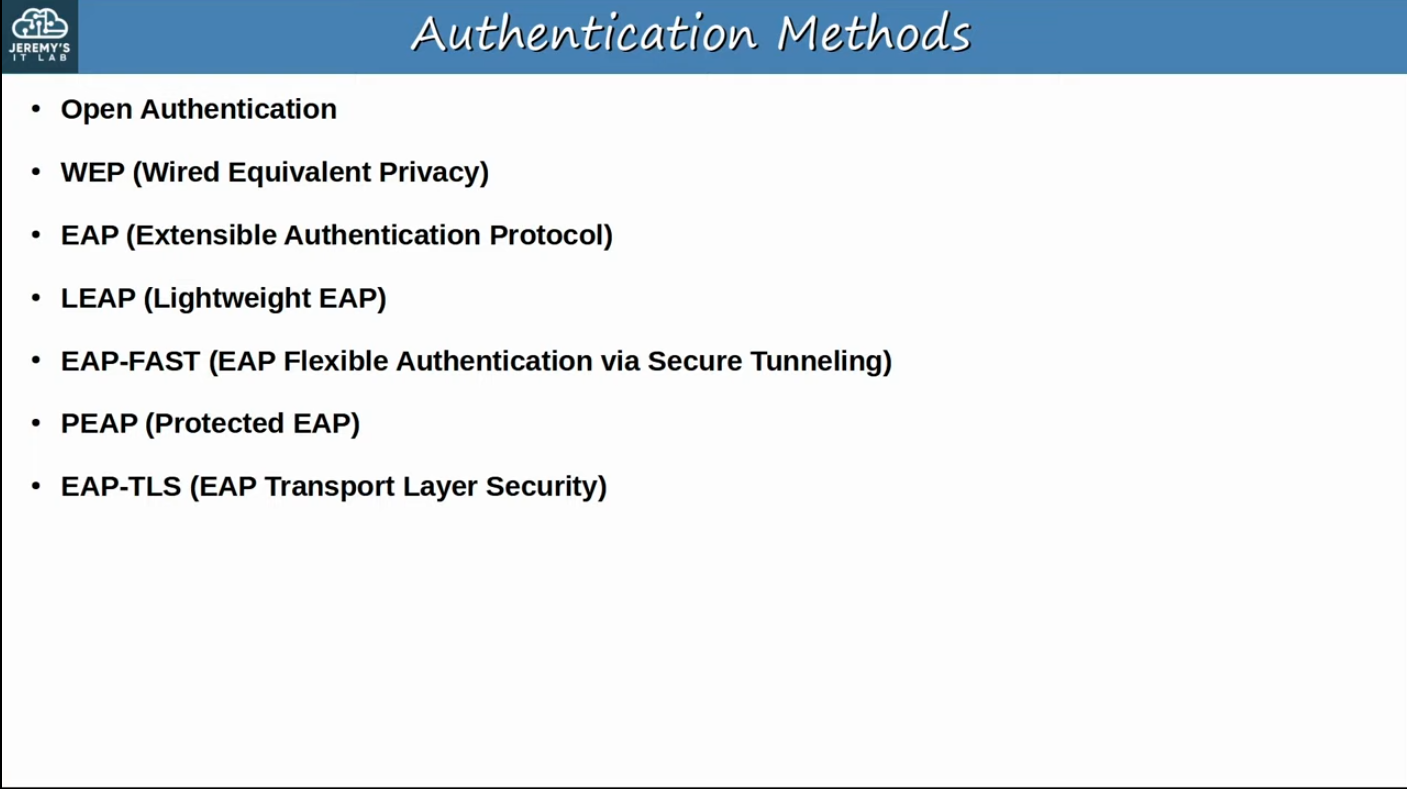 JEREMY'S
IT LAB
Authentication Methods
• Open Authentication
• WEP (Wired Equivalent Privacy)
• EAP (Extensible Authentication Protocol)
• LEAP (Lightweight EAP)
• EAP-FAST (EAP Flexible Authentication via Secure Tunneling)
• PEAP (Protected EAP)
• EAP-TLS (EAP Transport Layer Security)